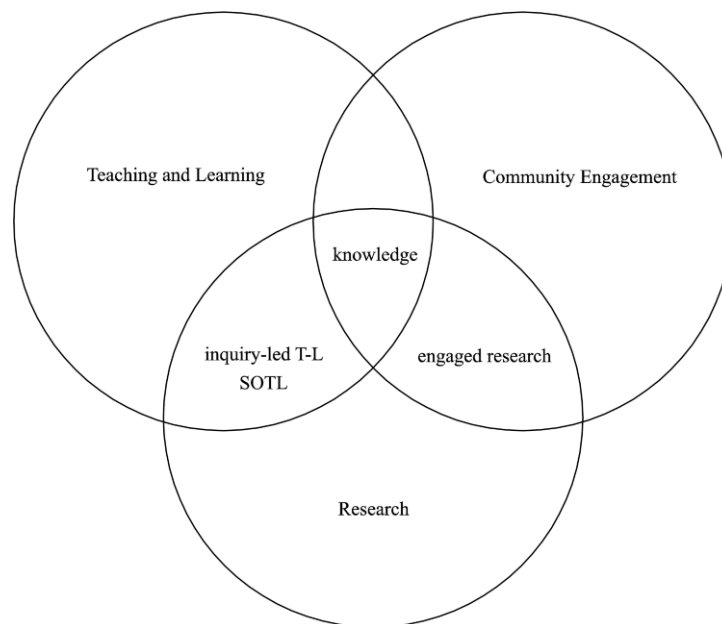 Teaching and Learning
Community Engagement
knowledge
inquiry-led T-L
SOTL
engaged research
Research